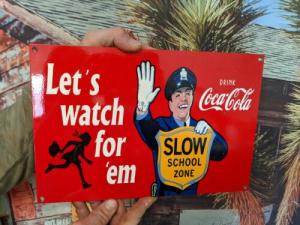 Let's
watch
for
'em
DRINK
Coca-Cola
SLOW
SCHOOL
ZONE